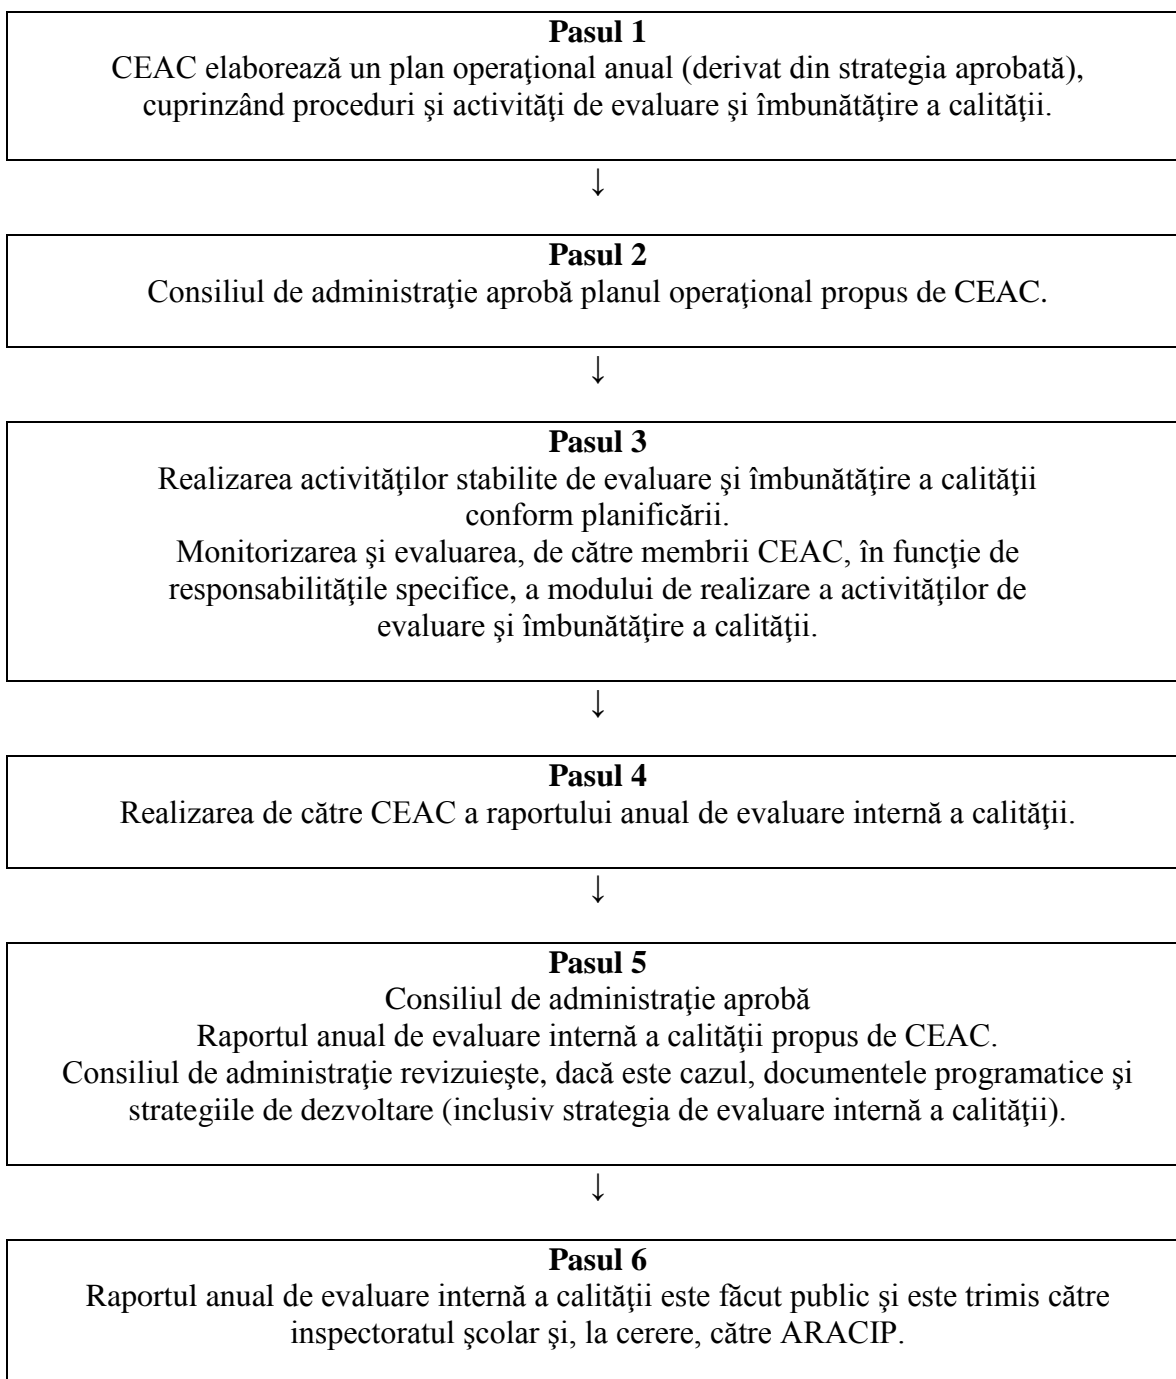 Pasul 1
CEAC elaborează un plan operaţional anual (derivat din strategia aprobată),
cuprinzând proceduri şi activităţi de evaluare şi îmbunătăţire a calităţii.
↓
Pasul 2
Consiliul de administraţie aprobă planul operaţional propus de CEAC.
↓
Pasul 3
Realizarea activităţilor stabilite de evaluare şi îmbunătăţire a calităţii
conform planificării.
Monitorizarea şi evaluarea, de către membrii CEAC, în funcţie de
responsabilităţile specifice, a modului de realizare a activităţilor de
evaluare şi îmbunătăţire a calităţii.
↓
Pasul 4
Realizarea de către CEAC a raportului anual de evaluare internă a calităţii.
↓
Pasul 5
Consiliul de administraţie aprobă
Raportul anual de evaluare internă a calităţii propus de CEAC.
Consiliul de administraţie revizuieşte, dacă este cazul, documentele programatice şi
strategiile de dezvoltare (inclusiv strategia de evaluare internă a calităţii).
↓
Pasul 6
Raportul anual de evaluare internă a calităţii este făcut public şi este trimis către
inspectoratul şcolar şi, la cerere, către ARACIP.